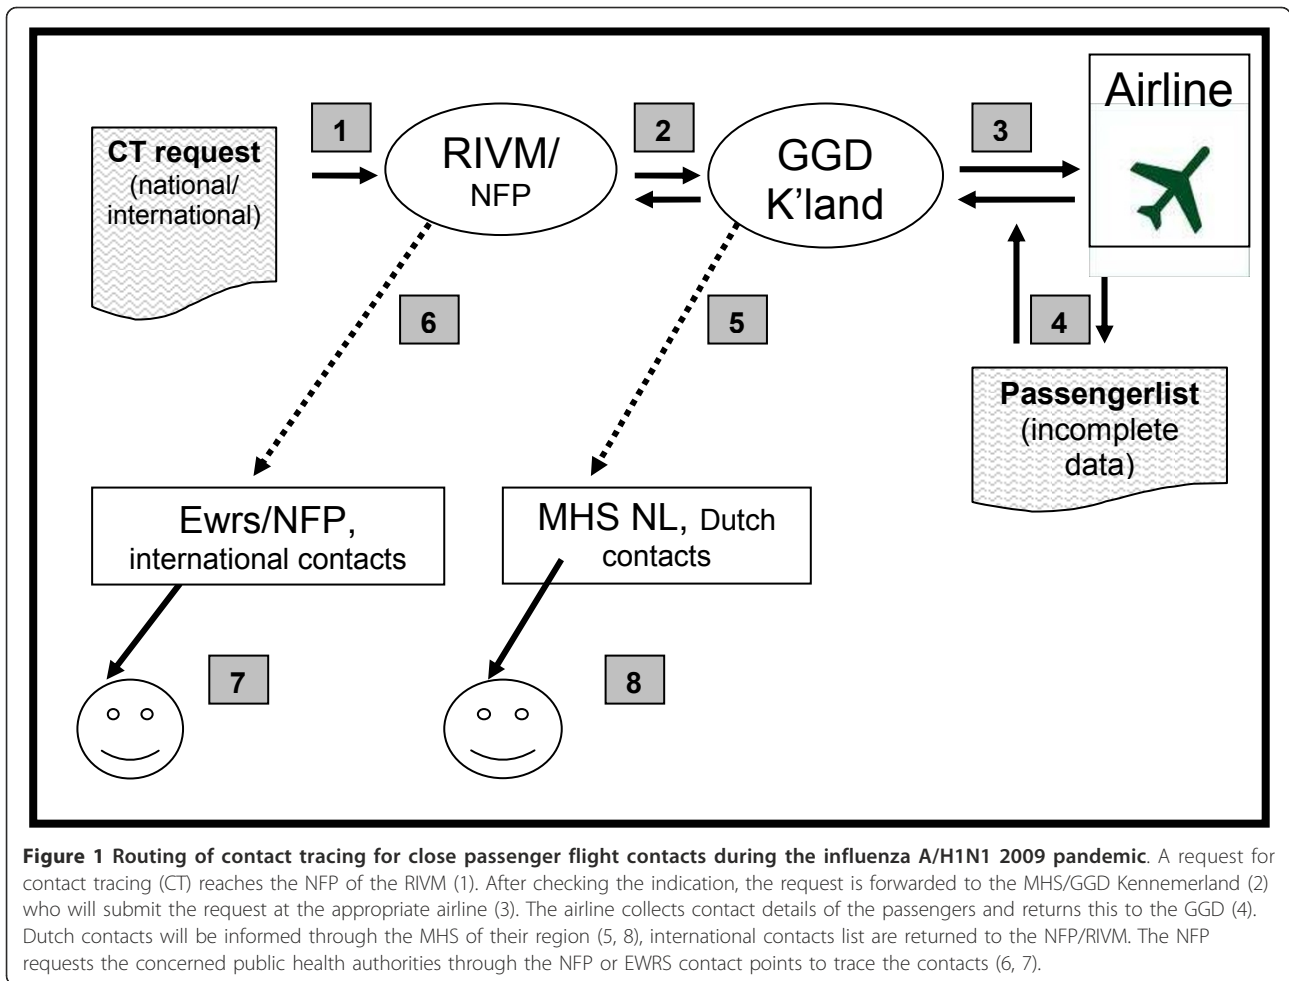 CT request
(national/
international)
1
RIVM/
NFP
2
GGD
K'land
3
Airline
6
5
4
Passengerlist
(incomplete
data)
Ewrs/NFP,
international contacts
MHS NL, Dutch
contacts
7
8
Figure 1 Routing of contact tracing for close passenger flight contacts during the influenza A/H1N1 2009 pandemic. A request for
contact tracing (CT) reaches the NFP of the RIVM (1). After checking the indication, the request is forwarded to the MHS/GGD Kennemerland (2)
who will submit the request at the appropriate airline (3). The airline collects contact details of the passengers and returns this to the GGD (4).
Dutch contacts will be informed through the MHS of their region (5, 8), international contacts list are returned to the NFP/RIVM. The NFP
requests the concerned public health authorities through the NFP or EWRS contact points to trace the contacts (6, 7).